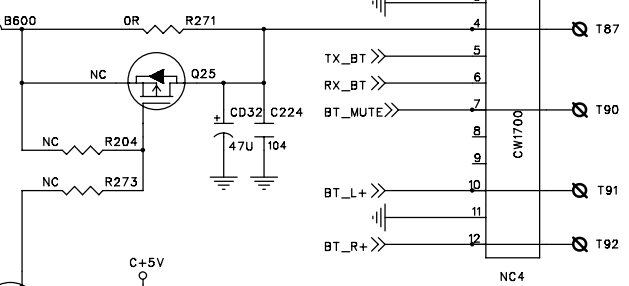 B600 0R R271 4 T87
TX_BT 5
NC Q25
RX_BT 6
+ CD32 C224 BT_MUTE 7 T90
47U 104 8
NC R204
CW1700
9
NC R273 BT_L+ 10 T91
11
BT_R+ 12 T92
C+5V
NC4